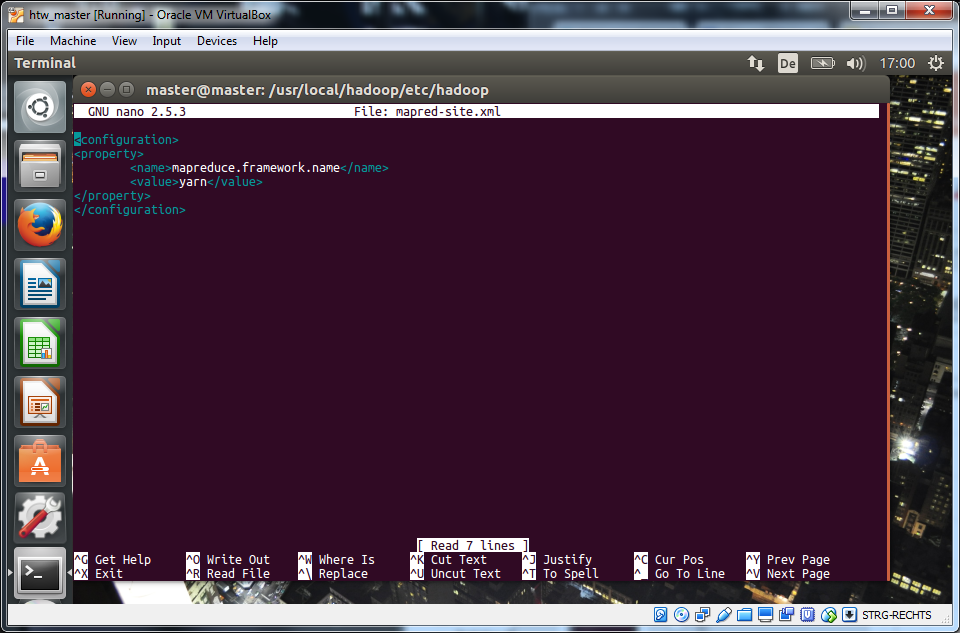 htw_master [Running] - Oracle VM VirtualBox
File Machine View Input Devices Help
Terminal De 17:00
master@master: /usr/local/hadoop/etc/hadoop
GNU nano 2.5.3 File: mapred-site.xml
<configuration>
<property>
<name>mapreduce.framework.name</name>
<value>yarn</value>
</property>
</configuration>
[ Read 7 lines ]
^G Get Help ^O Write Out ^W Where Is ^K Cut Text ^J Justify ^C Cur Pos ^Y Prev Page
^X Exit ^R Read File ^\ Replace ^U Uncut Text ^T To Spell ^_ Go To Line ^V Next Page
STRG-RECHTS